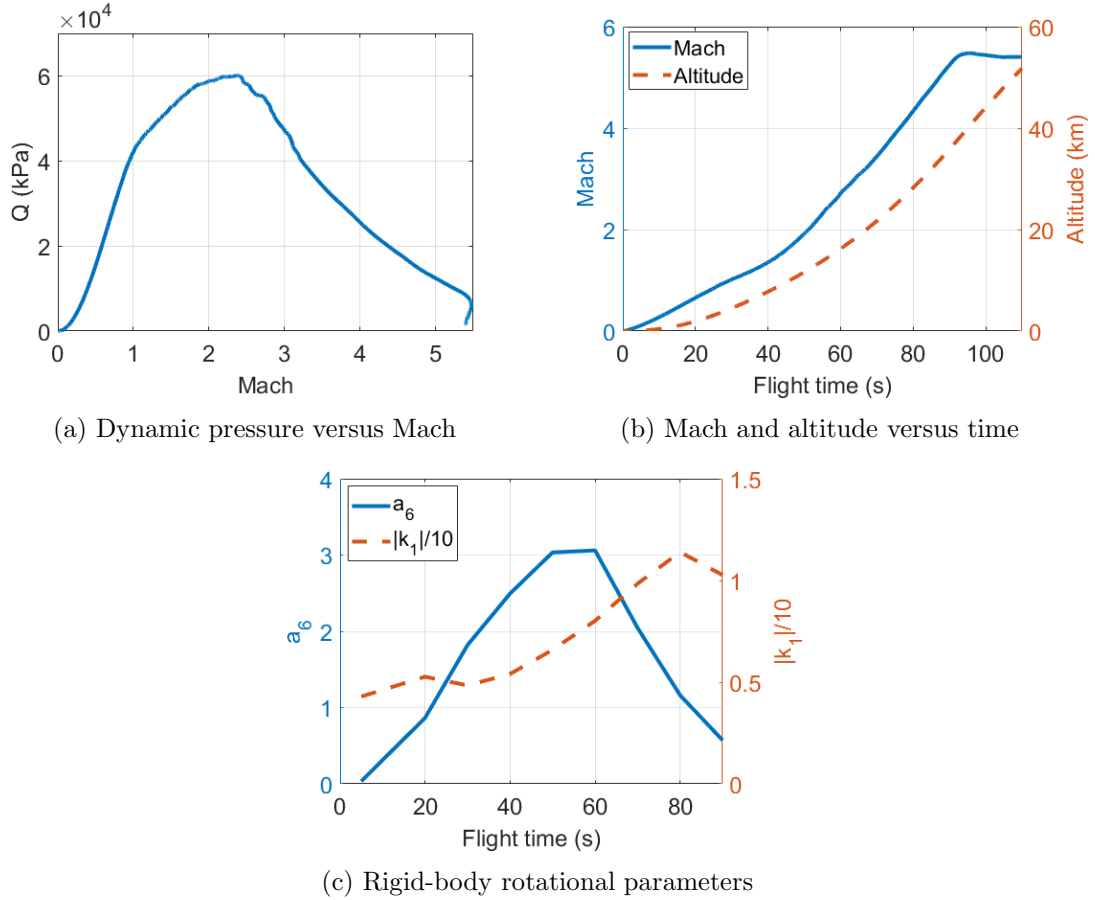 ×10⁴
6
4
2
0
Q (kPa)
0 1 2 3 4 5
Mach
(a) Dynamic pressure versus Mach
6
4
2
0
Mach
Mach
Altitude
60
40
20
0
Altitude (km)
0 20 40 60 80 100
Flight time (s)
(b) Mach and altitude versus time
4
3
2
1
0
a₆
a₆
|k₁|/10
1.5
1
0.5
0
|k₁|/10
0 20 40 60 80
Flight time (s)
(c) Rigid-body rotational parameters